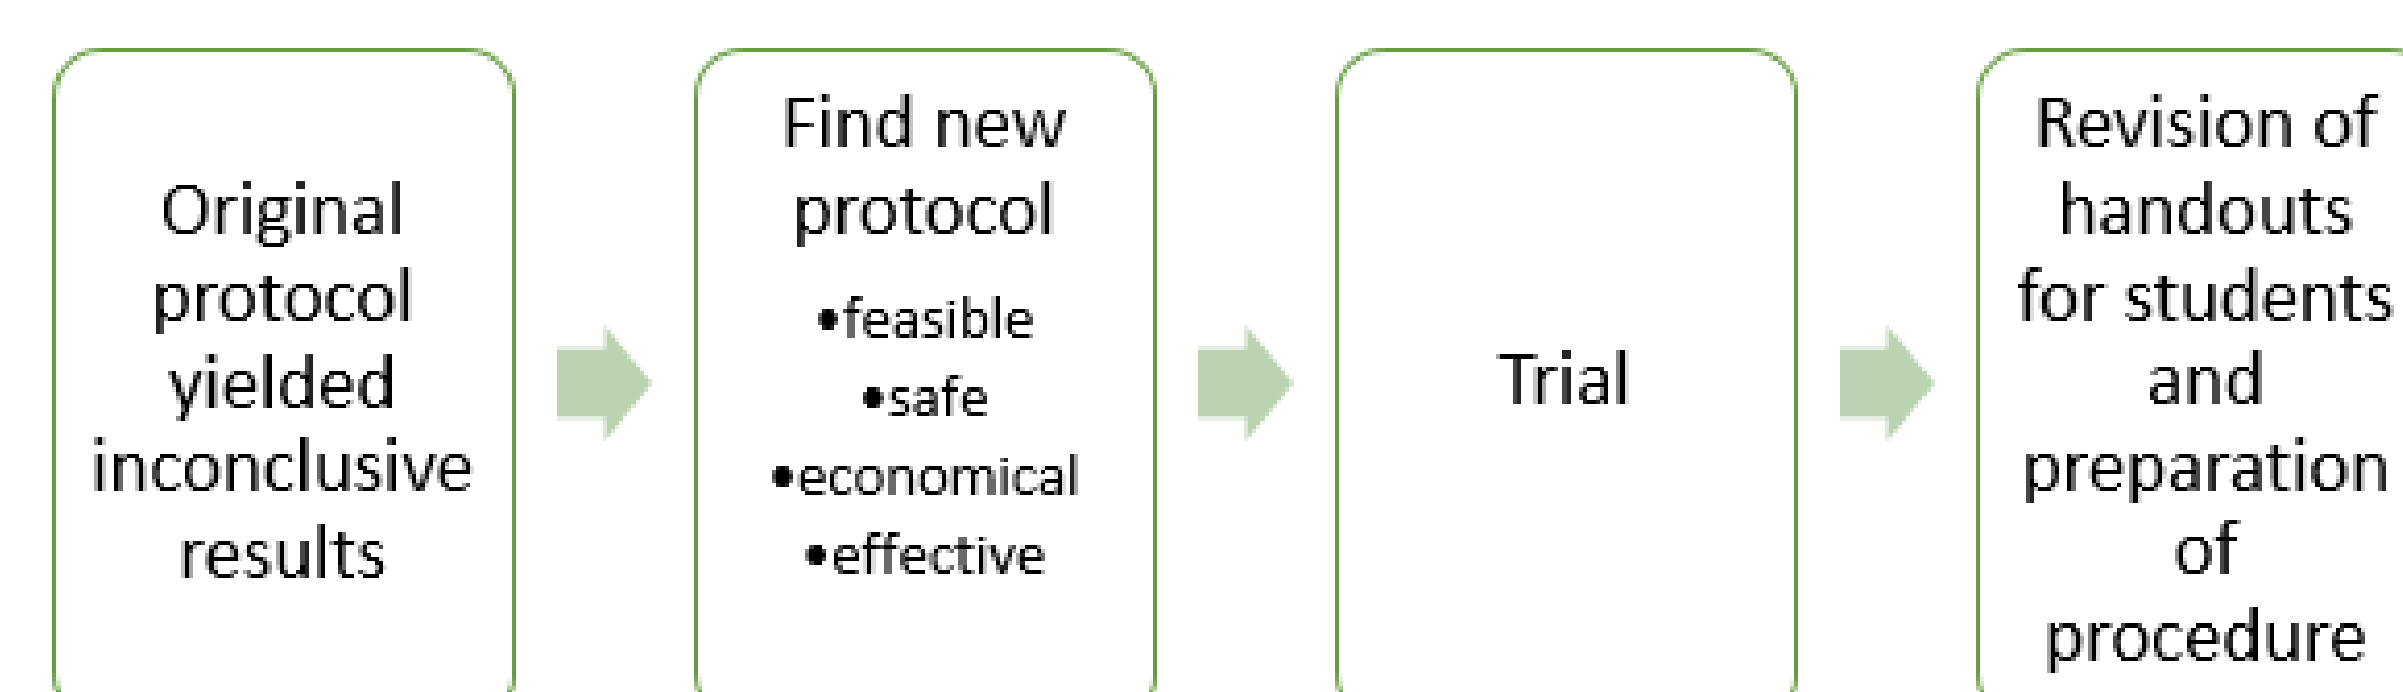 Original
protocol
yielded
inconclusive
results
Find new
protocol
•feasible
•safe
•economical
•effective
Trial
Revision of
handouts
for students
and
preparation
of
procedure